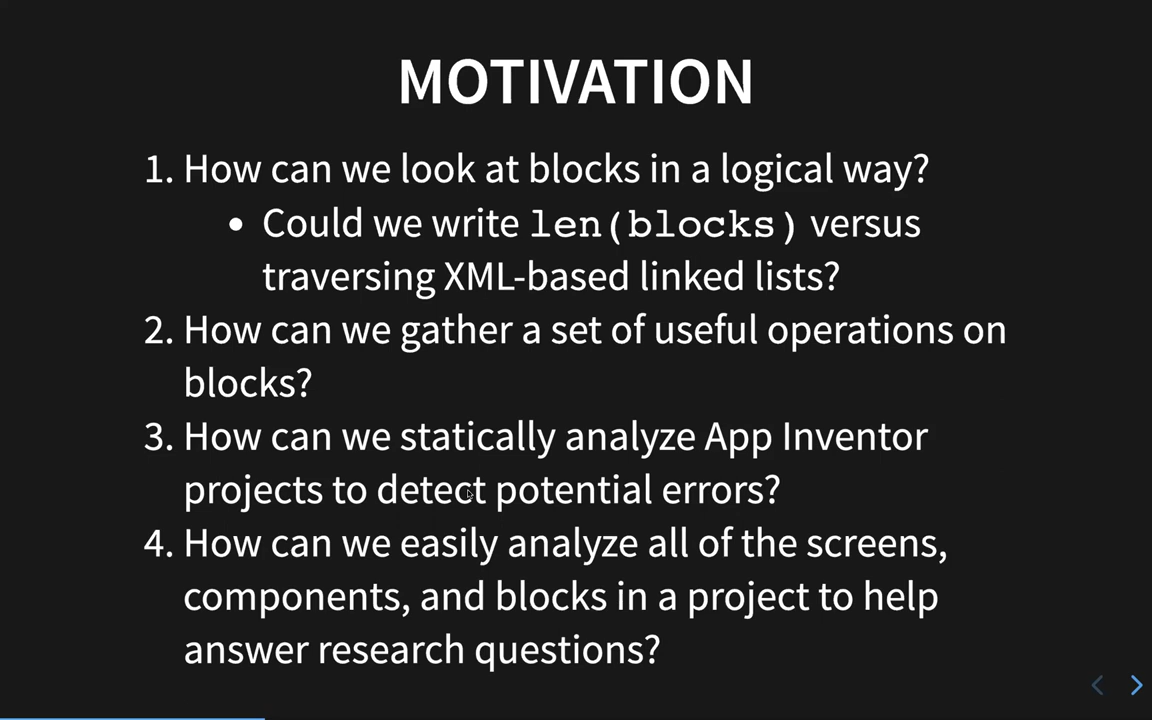 MOTIVATION
1. How can we look at blocks in a logical way?
• Could we write len(blocks) versus
traversing XML-based linked lists?
2. How can we gather a set of useful operations on
blocks?
3. How can we statically analyze App Inventor
projects to detect potential errors?
4. How can we easily analyze all of the screens,
components, and blocks in a project to help
answer research questions?